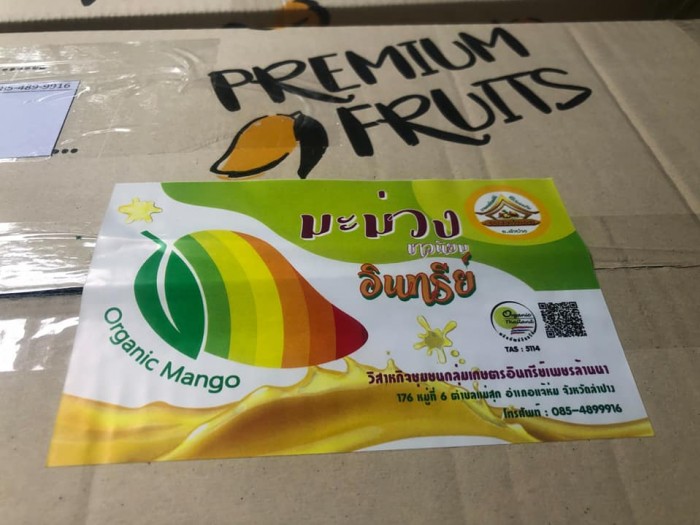 PREMIUM
FRUITS
5-489-9916
มะม่วง
อินทรีย์
Organic Mango
Organic
Thailand
TAS : 5114
วิสาหกิจชุมชนกลุ่มเกษตรอินทรีย์เพชรล้านนา
176 หมู่ที่ 6 ตำบลแม่สุก อำเภอแจ้ห่ม จังหวัดลำปาง
โทรศัพท์ : 085-4899916